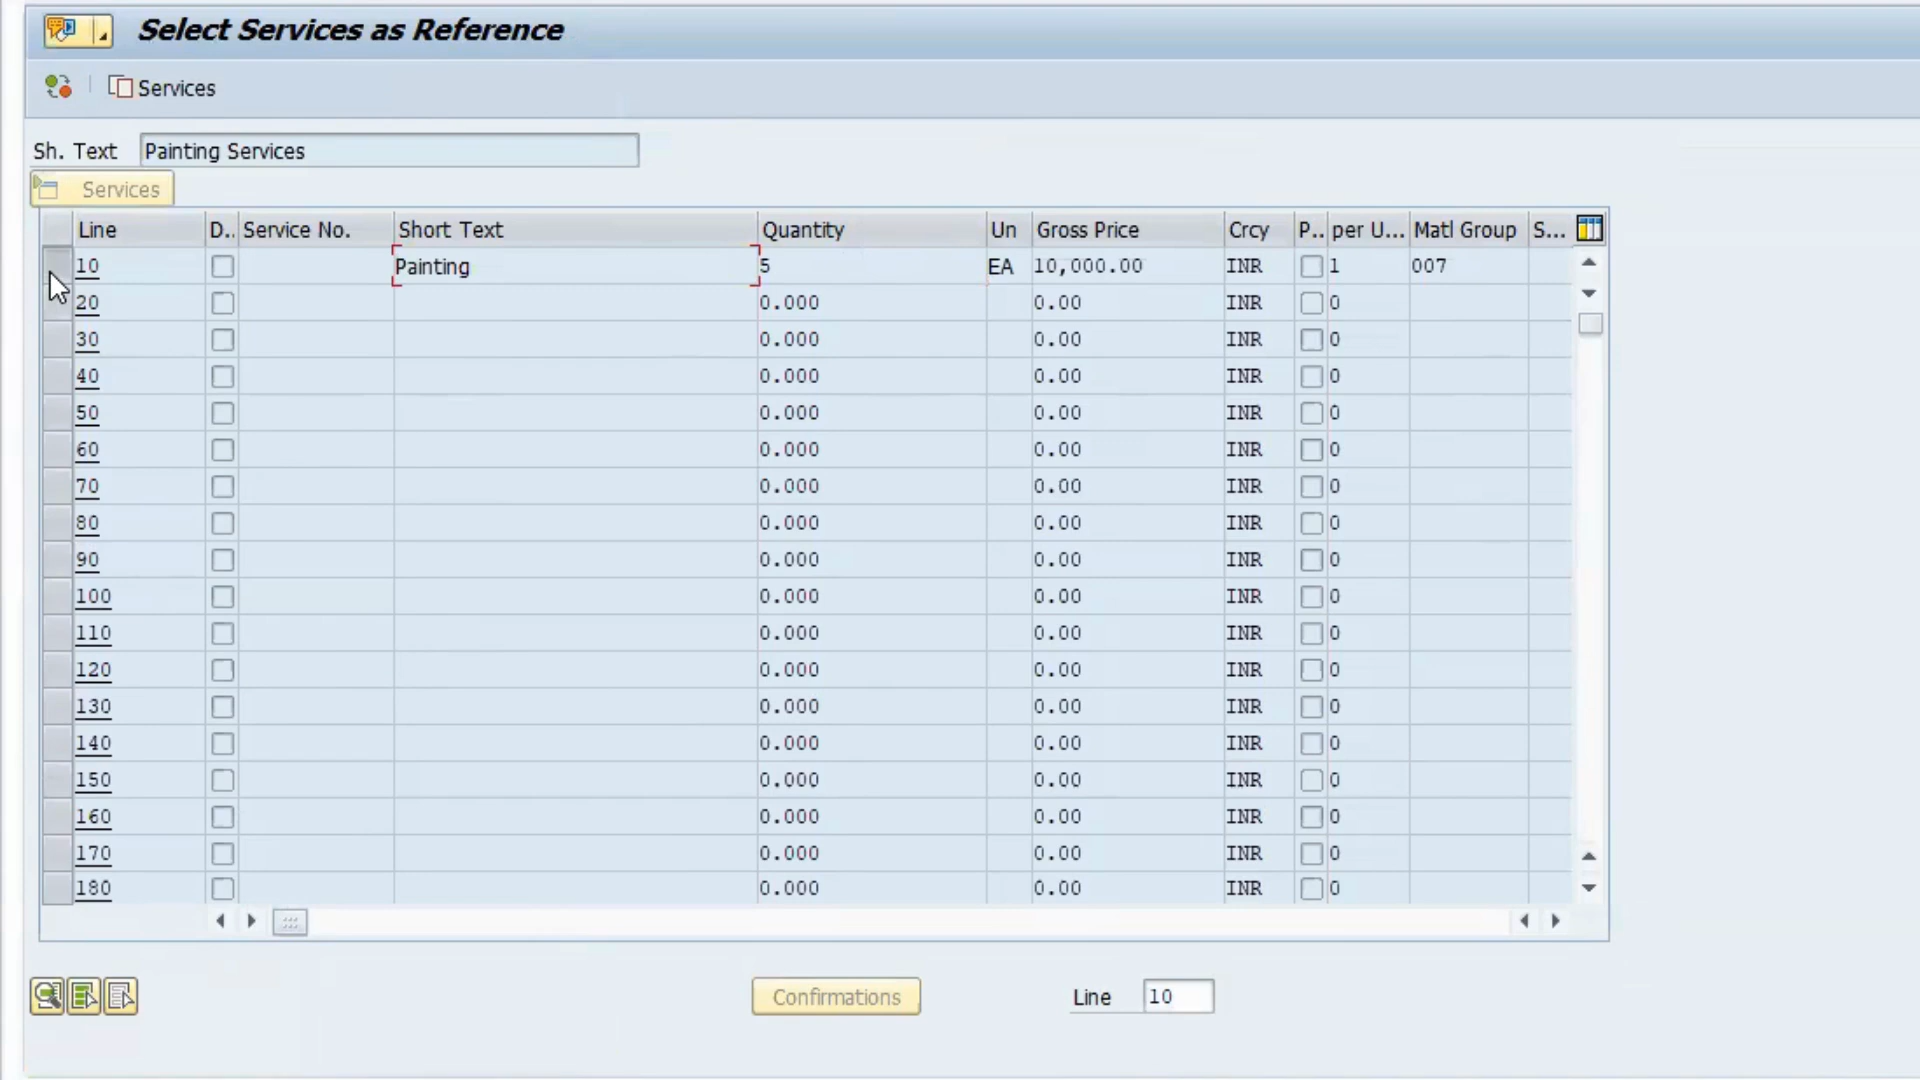 Select Services as Reference
Services
Sh. Text Painting Services
Services
Line D.. Service No. Short Text Quantity Un Gross Price Crcy P.. per U... Matl Group S...
10 Painting 5 EA 10,000.00 INR 1 007
20 0.000 0.00 INR 0
30 0.000 0.00 INR 0
40 0.000 0.00 INR 0
50 0.000 0.00 INR 0
60 0.000 0.00 INR 0
70 0.000 0.00 INR 0
80 0.000 0.00 INR 0
90 0.000 0.00 INR 0
100 0.000 0.00 INR 0
110 0.000 0.00 INR 0
120 0.000 0.00 INR 0
130 0.000 0.00 INR 0
140 0.000 0.00 INR 0
150 0.000 0.00 INR 0
160 0.000 0.00 INR 0
170 0.000 0.00 INR 0
180 0.000 0.00 INR 0
Confirmations Line 10